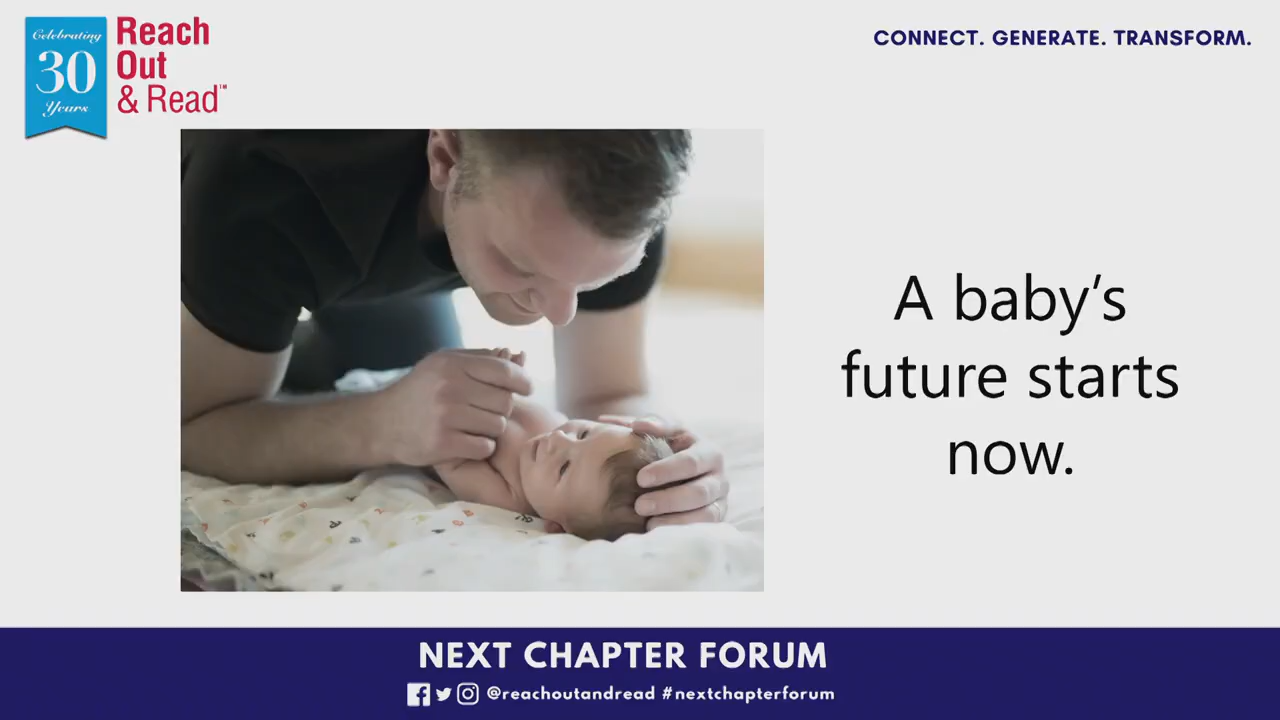 Celebrating
30
Years
Reach
Out
& Read™
CONNECT. GENERATE. TRANSFORM.
A baby’s
future starts
now.
NEXT CHAPTER FORUM
@reachoutandread #nextchapterforum